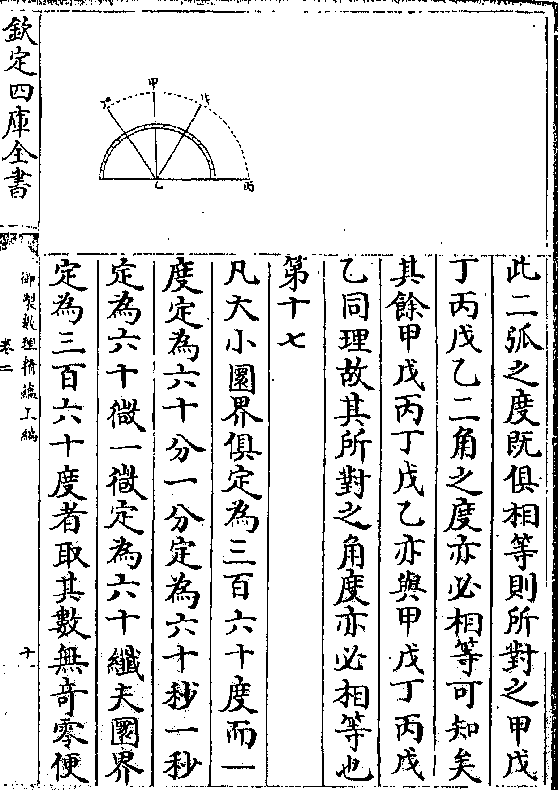 此二弧之度既俱相等則所對之甲戊
丁丙戊乙二角之度亦必相等可知矣
其餘甲戊丙丁戊乙亦與甲戊丁丙戊
乙同理故其所對之角度亦必相等也
第十七
凡大小圜界俱定為三百六十度而一
度定為六十分一分定為六十秒一秒
定為六十微一微定為六十纖夫圜界
定為三百六十度者取其數無竒零便
甲
戊
丁
乙
丙
欽定四庫全書
御製數理精藴上編
卷二
十一